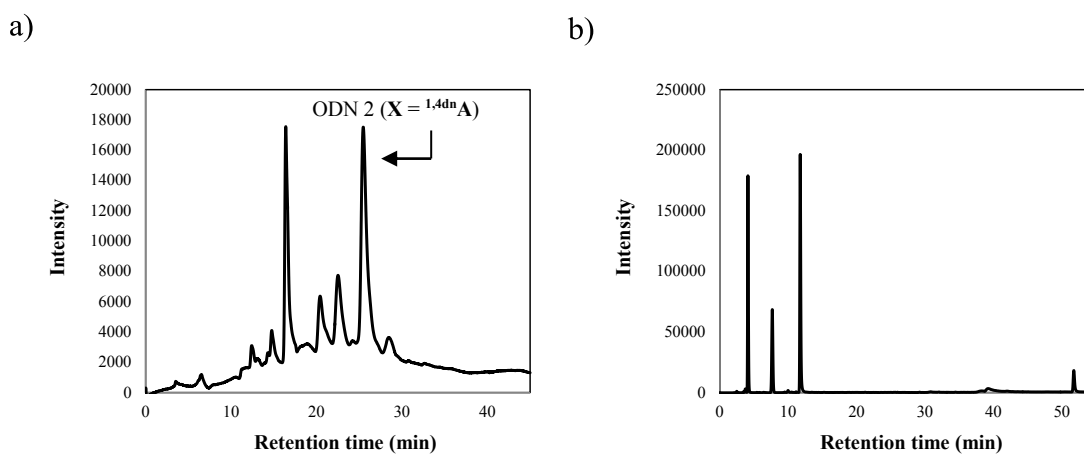 a)
20000
18000
16000
14000
12000
10000
8000
6000
4000
2000
0
Intensity
ODN 2 (X = 1,4dnA)
0 10 20 30 40
Retention time (min)
b)
250000
200000
150000
100000
50000
0
Intensity
0 10 20 30 40 50
Retention time (min)